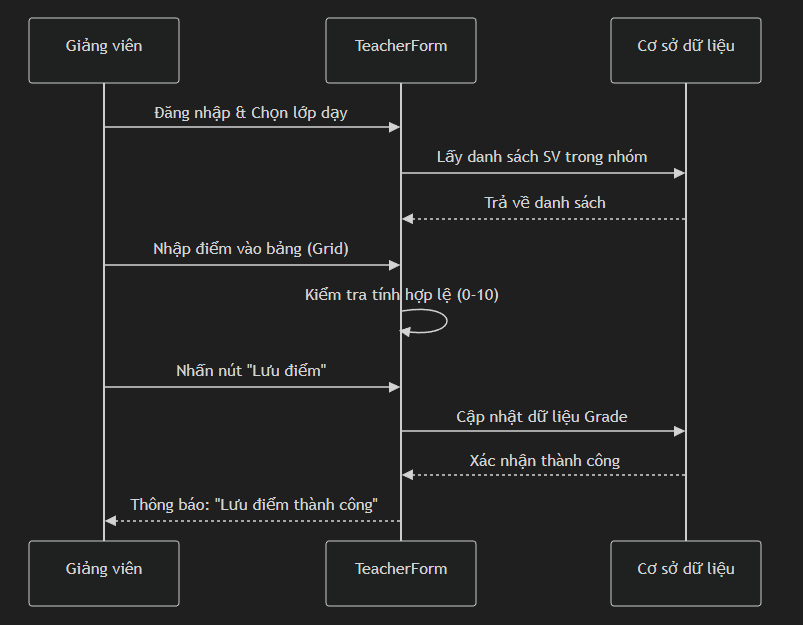 Giảng viên
TeacherForm
Cơ sở dữ liệu
Đăng nhập & Chọn lớp dạy
Lấy danh sách SV trong nhóm
Trả về danh sách
Nhập điểm vào bảng (Grid)
Kiểm tra tính hợp lệ (0-10)
Nhấn nút "Lưu điểm"
Cập nhật dữ liệu Grade
Xác nhận thành công
Thông báo: "Lưu điểm thành công"
Giảng viên
TeacherForm
Cơ sở dữ liệu